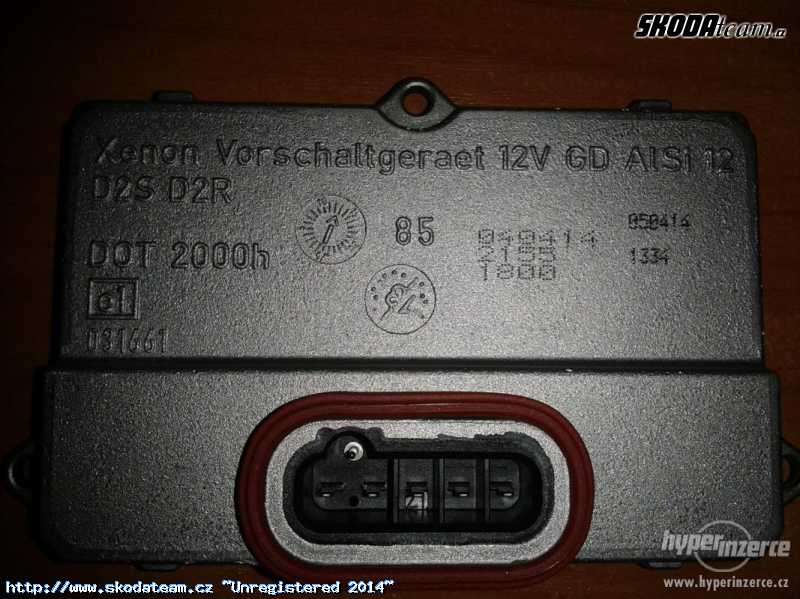 SKODAteam.cz
Xenon Vorschaltgeraet 12V GD AlSi 12
D2S D2R
85
050414
040414
DOT 2000h
2133
1334
1800
e1
031661
hyperinzerce
www.hyperinzerce.cz
http://www.skodateam.cz ~"Unregistered 2014"